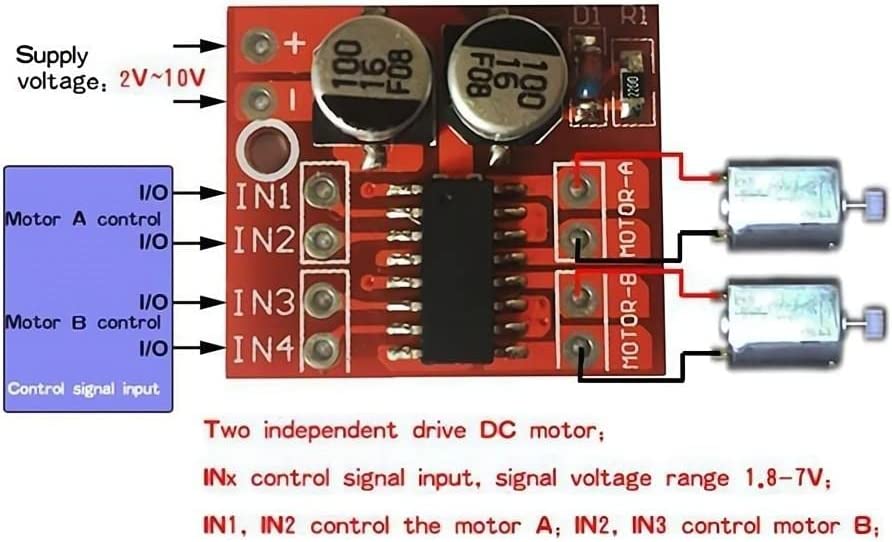 Supply
voltage: 2V~10V
+
-
100
16
F08
100
16
F08
D1
R1
2200
I/O
Motor A control
I/O
I/O
Motor B control
I/O
Control signal input
IN1
IN2
IN3
IN4
MOTOR-A
MOTOR-B
Two independent drive DC motor;
INx control signal input, signal voltage range 1.8-7V;
IN1, IN2 control the motor A; IN2, IN3 control motor B;